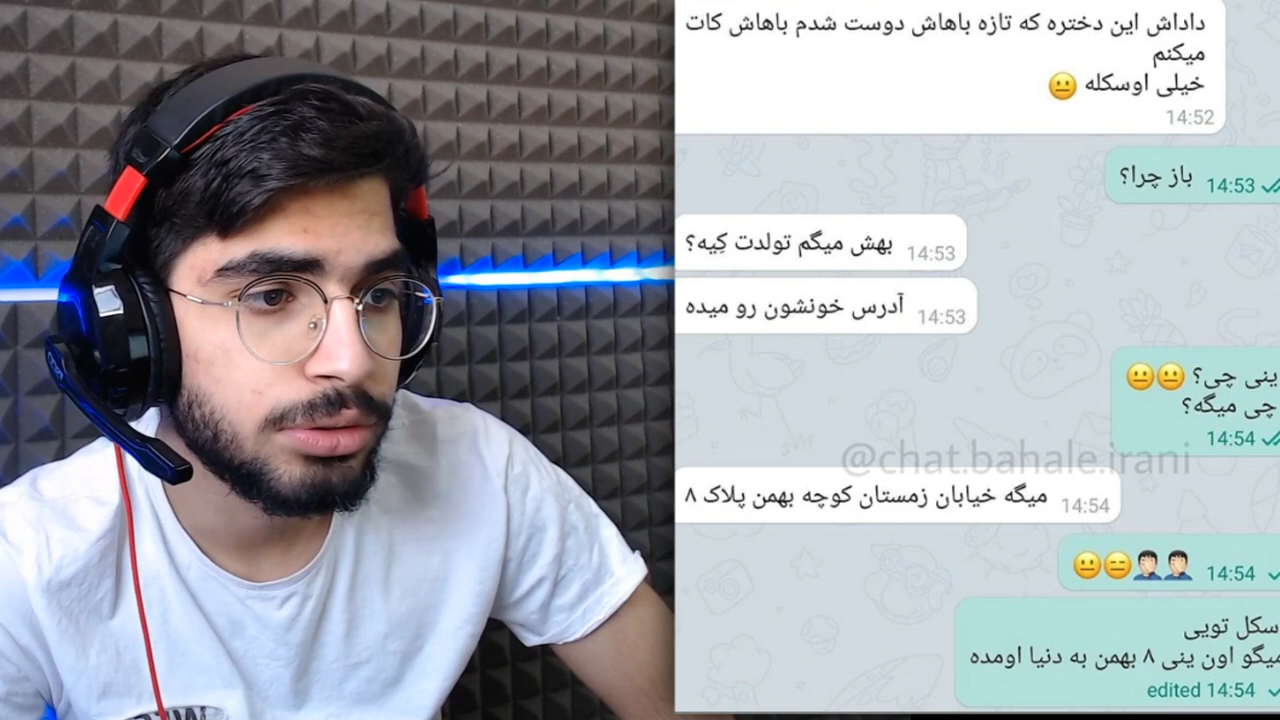 داداش این دختره که تازه باهاش دوست شدم باهاش کات
میکنم
خیلی اوسکله 😐
14:52
باز چرا؟ 14:53
بهش میگم تولدت کِیه؟ 14:53
آدرس خونشون رو میده 14:53
ینی چی؟ 😐😐
چی میگه؟
14:54
@chat.bahale.irani
میگه خیابان زمستان کوچه بهمن پلاک ۸ 14:54
😐😑🤦🏻‍♂️🤦🏻‍♂️ 14:54
سکل تویی
اون ینی ۸ بهمن به دنیا اومده
edited 14:54